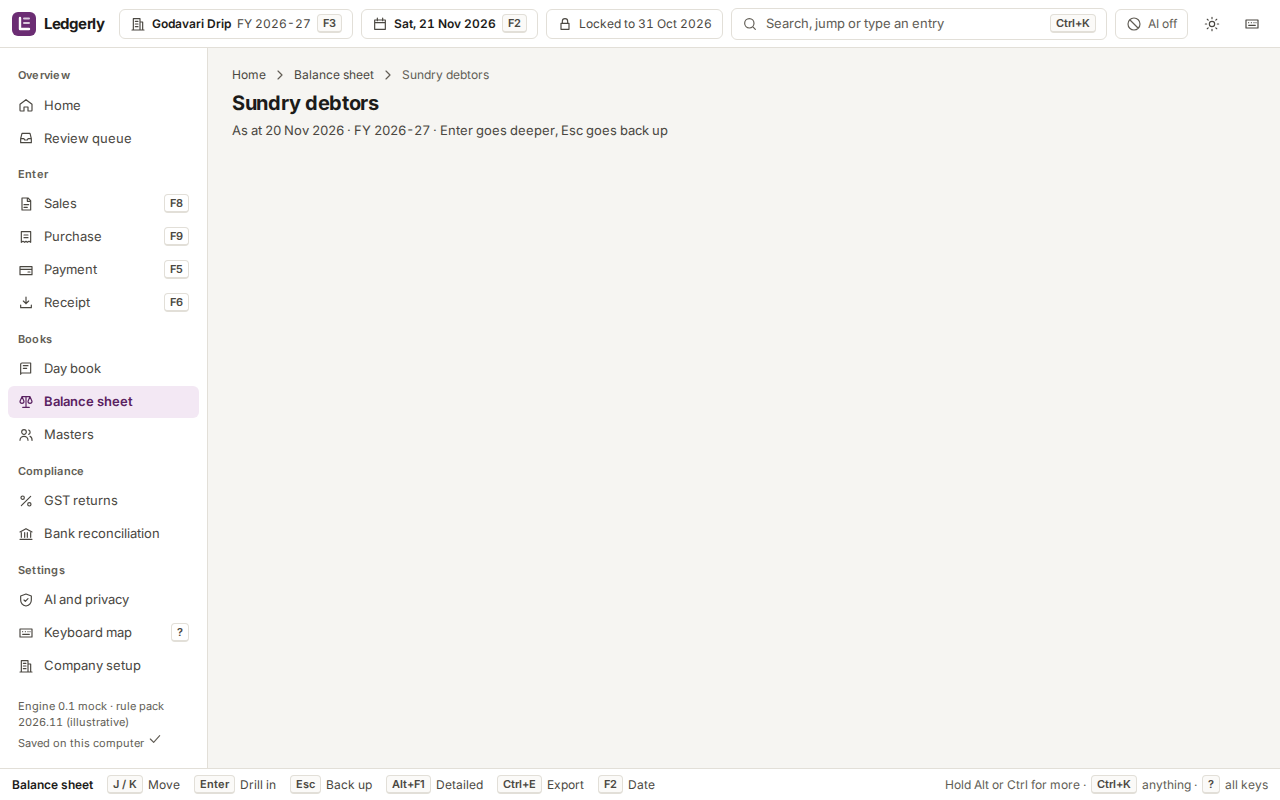 Ledgerly
Godavari Drip FY 2026-27 F3
Sat, 21 Nov 2026 F2
Locked to 31 Oct 2026
Search, jump or type an entry Ctrl+K
AI off
Overview
Home
Review queue
Enter
Sales F8
Purchase F9
Payment F5
Receipt F6
Books
Day book
Balance sheet
Masters
Compliance
GST returns
Bank reconciliation
Settings
AI and privacy
Keyboard map ?
Company setup
Engine 0.1 mock · rule pack
2026.11 (illustrative)
Saved on this computer
Home > Balance sheet > Sundry debtors
Sundry debtors
As at 20 Nov 2026 · FY 2026-27 · Enter goes deeper, Esc goes back up
Balance sheet J / K Move Enter Drill in Esc Back up Alt+F1 Detailed Ctrl+E Export F2 Date Hold Alt or Ctrl for more · Ctrl+K anything · ? all keys